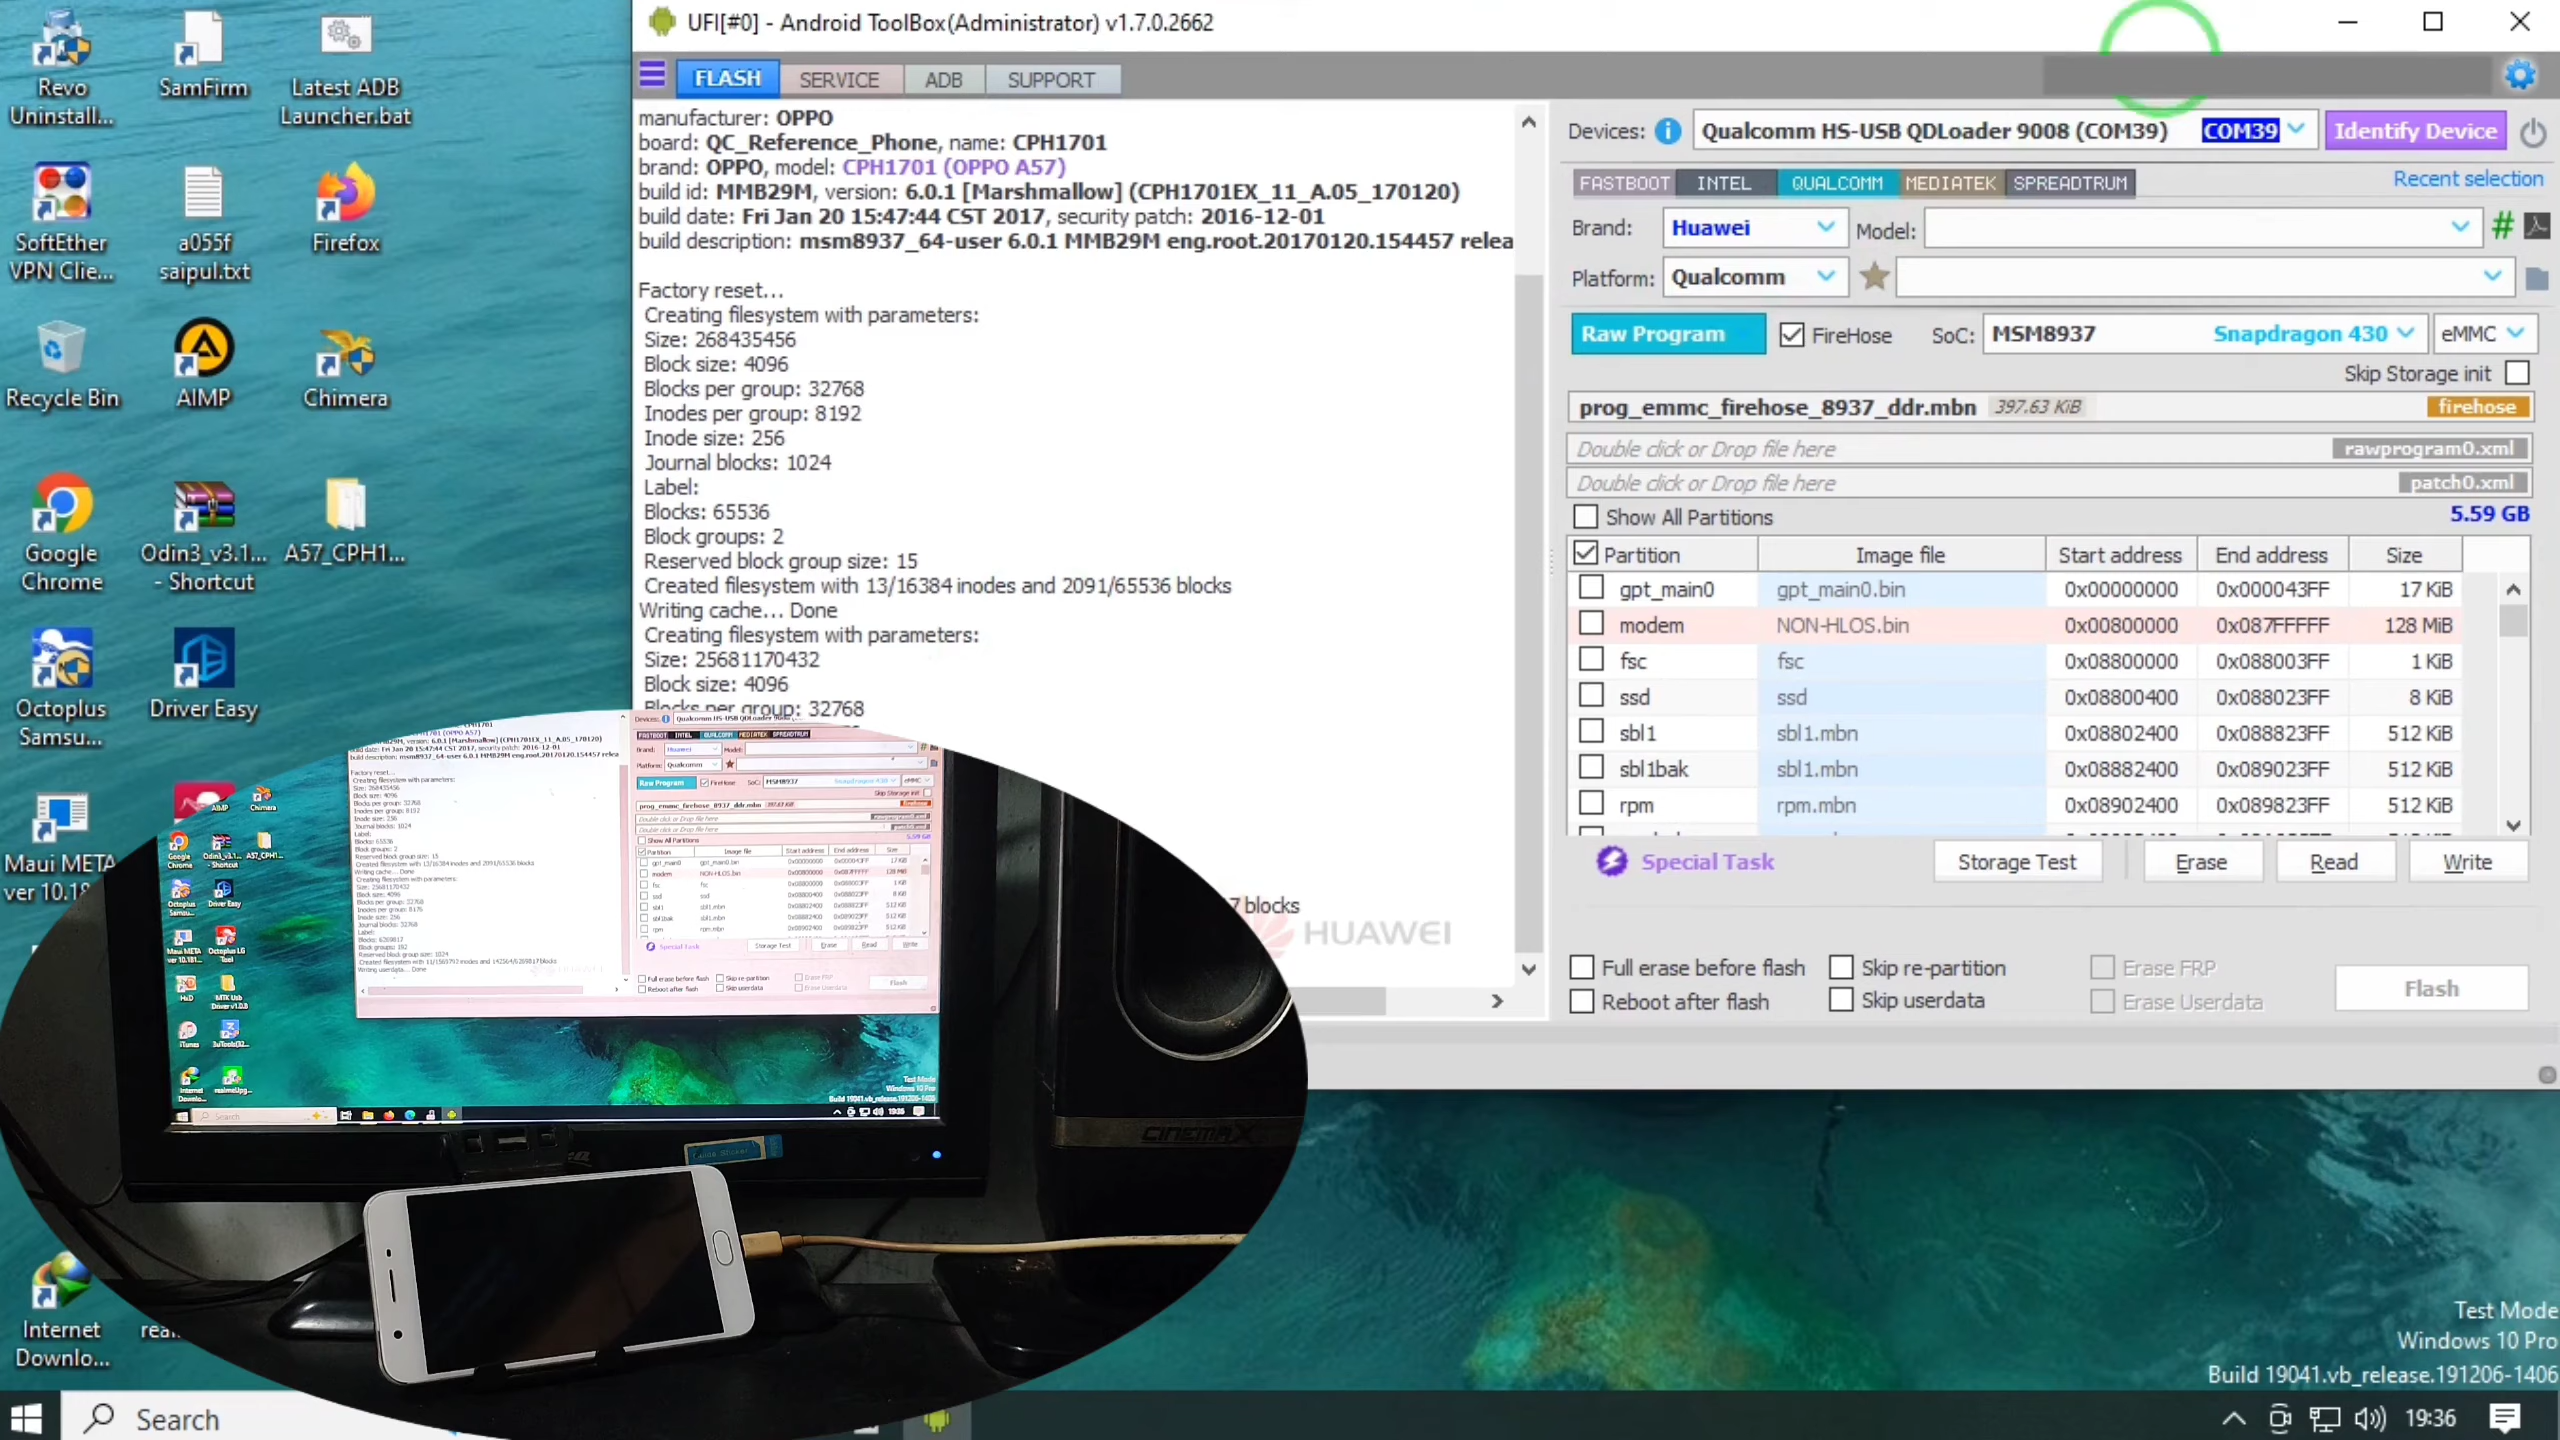 Revo
Uninstall...
SamFirm
Latest ADB
Launcher.bat
SoftEther
VPN Clie...
a055f
saipul.txt
Firefox
Recycle Bin
AIMP
Chimera
Google
Chrome
Odin3_v3.1...
- Shortcut
A57_CPH1...
Octoplus
Samsu...
Driver Easy
Maui META
ver 10.18
Internet
Downlo...
UFI[#0] - Android ToolBox(Administrator) v1.7.0.2662
FLASH
SERVICE
ADB
SUPPORT
manufacturer: OPPO
board: QC_Reference_Phone, name: CPH1701
brand: OPPO, model: CPH1701 (OPPO A57)
build id: MMB29M, version: 6.0.1 [Marshmallow] (CPH1701EX_11_A.05_170120)
build date: Fri Jan 20 15:47:44 CST 2017, security patch: 2016-12-01
build description: msm8937_64-user 6.0.1 MMB29M eng.root.20170120.154457 relea
Factory reset...
Creating filesystem with parameters:
Size: 268435456
Block size: 4096
Blocks per group: 32768
Inodes per group: 8192
Inode size: 256
Journal blocks: 1024
Label:
Blocks: 65536
Block groups: 2
Reserved block group size: 15
Created filesystem with 13/16384 inodes and 2091/65536 blocks
Writing cache... Done
Creating filesystem with parameters:
Size: 25681170432
Block size: 4096
Blocks per group: 32768
7 blocks
HUAWEI
Devices:
Qualcomm HS-USB QDLoader 9008 (COM39)
COM39
Identify Device
FASTBOOT
INTEL
QUALCOMM
MEDIATEK
SPREADTRUM
Recent selection
Brand:
Huawei
Model:
Platform:
Qualcomm
Raw Program
FireHose
SoC:
MSM8937
Snapdragon 430
eMMC
Skip Storage init
prog_emmc_firehose_8937_ddr.mbn 397.63 KiB
firehose
Double click or Drop file here
rawprogram0.xml
Double click or Drop file here
patch0.xml
Show All Partitions
5.59 GB
Partition Image file Start address End address Size
gpt_main0 gpt_main0.bin 0x00000000 0x000043FF 17 KiB
modem NON-HLOS.bin 0x00800000 0x087FFFFF 128 MiB
fsc fsc 0x08800000 0x088003FF 1 KiB
ssd ssd 0x08800400 0x088023FF 8 KiB
sbl1 sbl1.mbn 0x08802400 0x088823FF 512 KiB
sbl1bak sbl1.mbn 0x08882400 0x089023FF 512 KiB
rpm rpm.mbn 0x08902400 0x089823FF 512 KiB
Special Task
Storage Test
Erase
Read
Write
Full erase before flash
Skip re-partition
Erase FRP
Reboot after flash
Skip userdata
Erase Userdata
Flash
CINEMAX
Test Mode
Windows 10 Pro
Build 19041.vb_release.191206-1406
Search
19:36